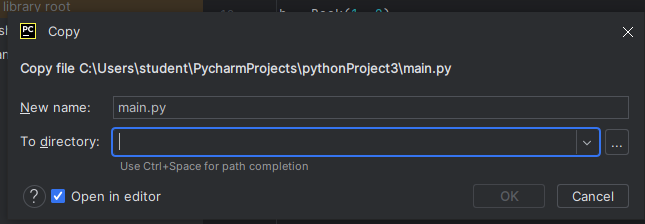 library root
PC Copy
Copy file C:\Users\student\PycharmProjects\pythonProject3\main.py
New name: main.py
To directory:
...
Use Ctrl+Space for path completion
? Open in editor OK Cancel